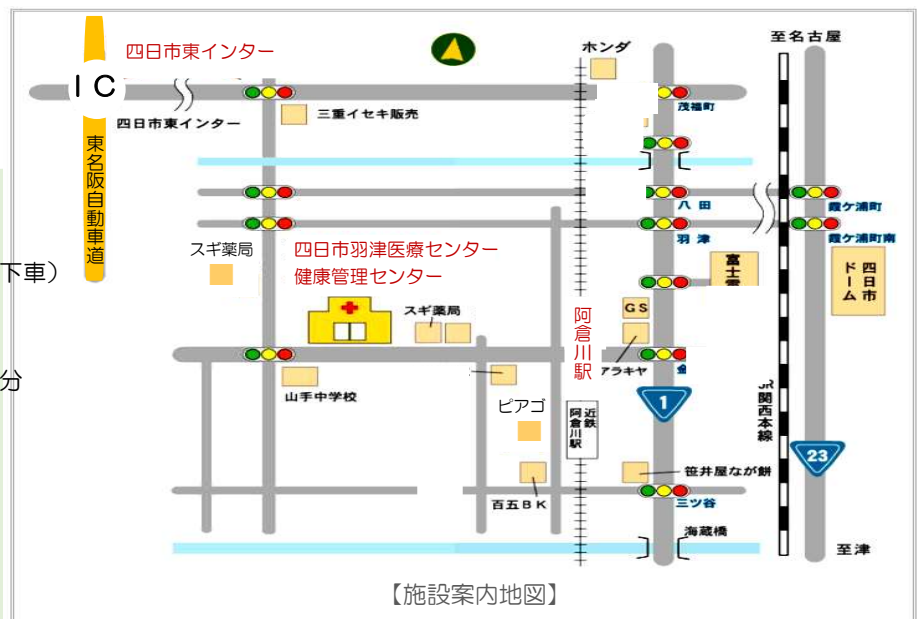 四日市東インター
至名古屋
ホンダ
IC
四日市東インター
三重イセキ販売
茂福町
東名阪自動車道
八田
霞ヶ浦町
羽津
霞ヶ浦町南
下車）
スギ薬局
四日市羽津医療センター
健康管理センター
富士電
四日市ドーム
スギ薬局
GS
阿倉川駅
アラキヤ
分
山手中学校
ピアゴ
1
JR関西本線
近鉄阿倉川駅
23
笹井屋なが餅
百五BK
三ツ谷
海蔵橋
至津
【施設案内地図】